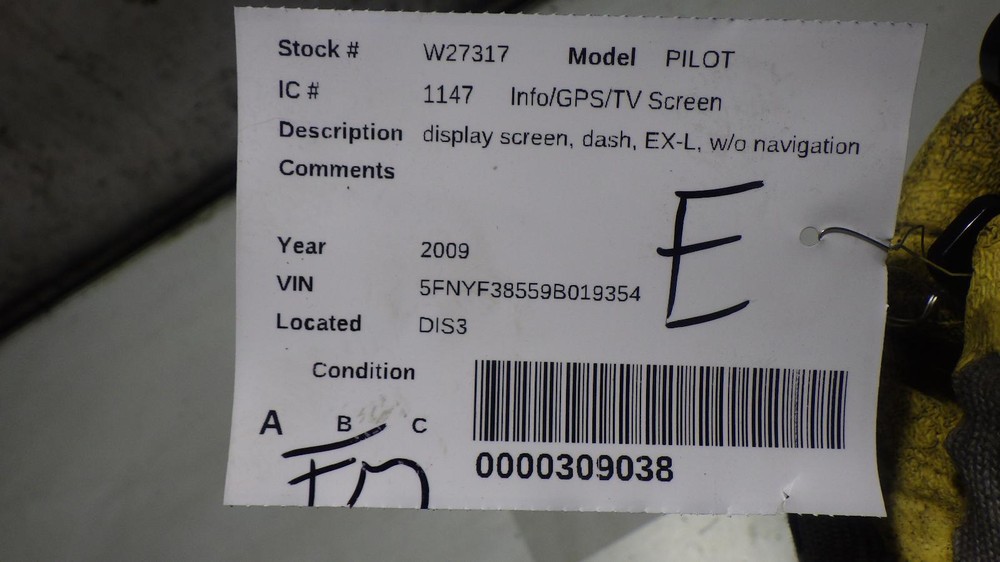 Stock # W27317 Model PILOT
IC # 1147 Info/GPS/TV Screen
Description display screen, dash, EX-L, w/o navigation
Comments
E
Year 2009
VIN 5FNYF38559B019354
Located DIS3
Condition
A B C
0000309038